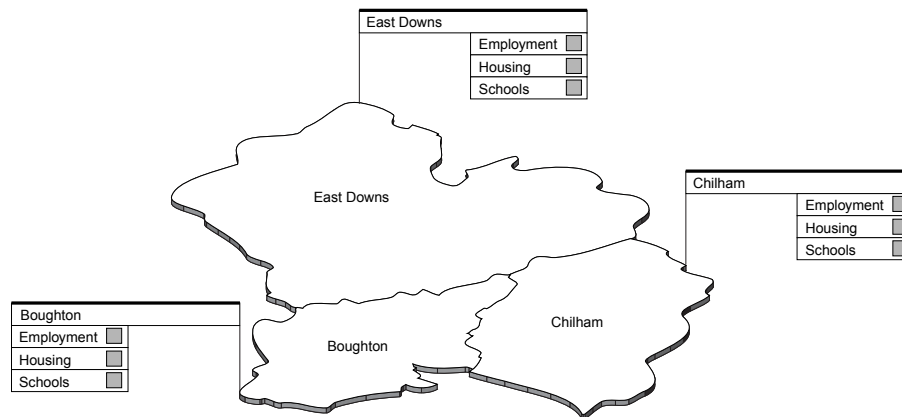 East Downs
Employment
Housing
Schools
East Downs
Chilham
Employment
Housing
Schools
Boughton
Employment
Housing
Schools
Boughton
Chilham